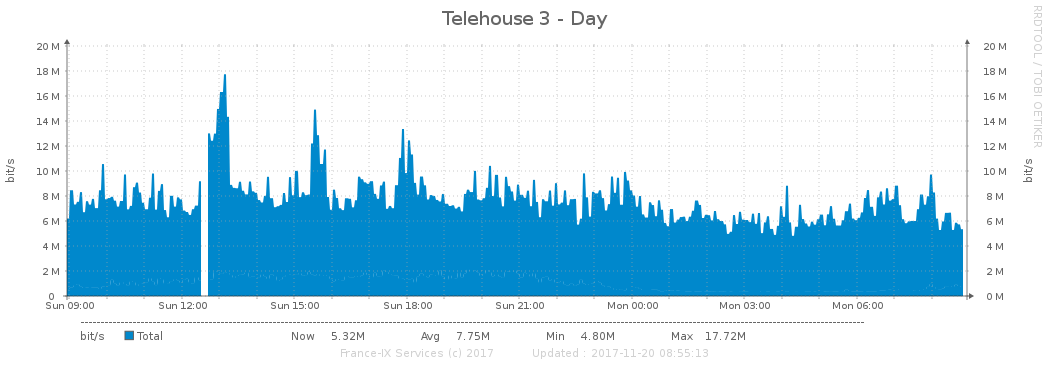 Telehouse 3 - Day
RRDTOOL / TOBI OETIKER
bit/s
20 M 20 M
18 M 18 M
16 M 16 M
14 M 14 M
12 M 12 M
10 M 10 M
8 M 8 M
6 M 6 M
4 M 4 M
2 M 2 M
0 0 M
bit/s
Sun 09:00 Sun 12:00 Sun 15:00 Sun 18:00 Sun 21:00 Mon 00:00 Mon 03:00 Mon 06:00
bit/s Total Now 5.32M Avg 7.75M Min 4.80M Max 17.72M
France-IX Services (c) 2017 Updated : 2017-11-20 08:55:13